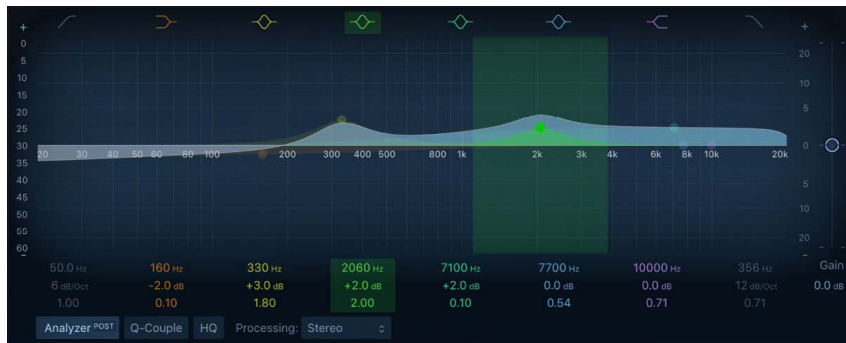 + +
0
5 20
10
15 10
20 5
25
30 20 30 40 50 60 80 100 200 300 400 500 800 1k 2k 3k 4k 6k 8k 10k 20k 0
35
40 5
45
50 10
55
60 20
- -
50.0 Hz 160 Hz 330 Hz 2060 Hz 7100 Hz 7700 Hz 10000 Hz 356 Hz Gain
6 dB/Oct -2.0 dB +3.0 dB +2.0 dB +2.0 dB 0.0 dB 0.0 dB 12 dB/Oct 0.0 dB
1.00 0.10 1.80 2.00 0.10 0.54 0.71 0.71
Analyzer POST Q-Couple HQ Processing: Stereo